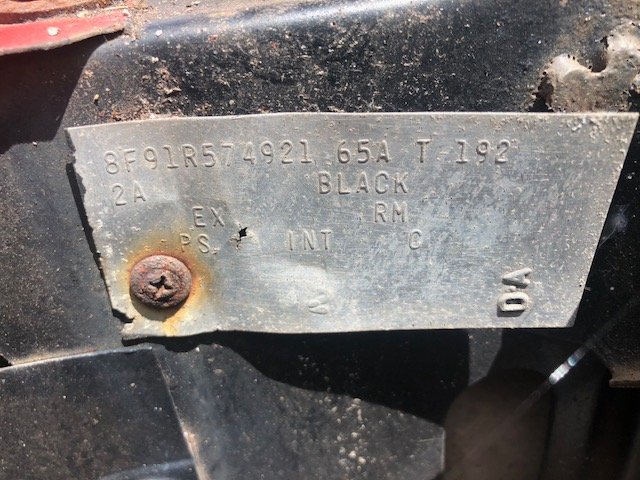 8F91R574921 65A T 192
2A BLACK
EX RM
PS. INT C
DA